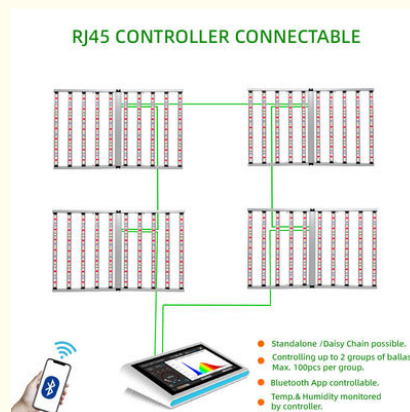 RJ45 CONTROLLER CONNECTABLE
Standalone /Daisy Chain possible.
Controlling up to 2 groups of ballas
Max. 100pcs per group.
Bluetooth App controllable.
Temp.& Humidity monitored
by controller.